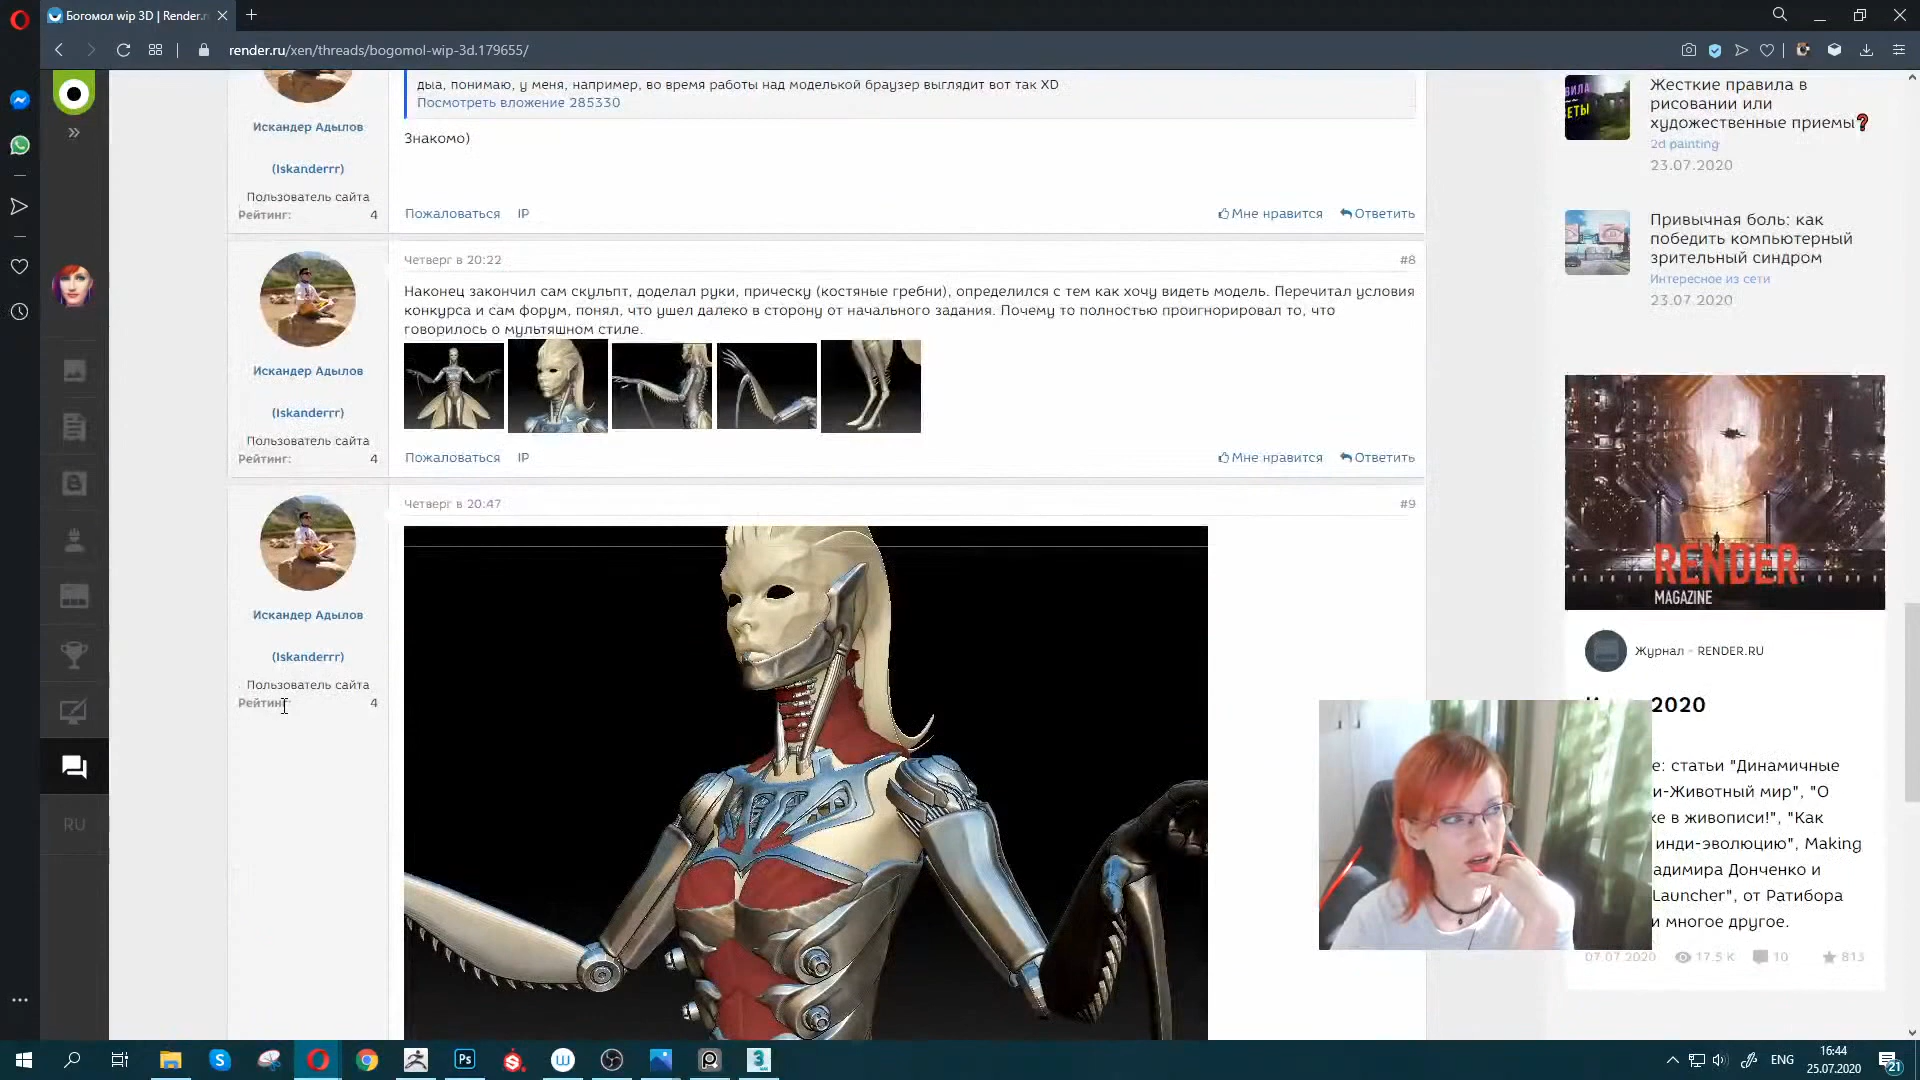 Богомол wip 3D | Render.r
render.ru/xen/threads/bogomol-wip-3d.179655/
дыа, понимаю, у меня, например, во время работы над моделькой браузер выглядит вот так XD
Посмотреть вложение 285330
Искандер Адылов
Знакомо)
(Iskanderrr)
Пользователь сайта
Рейтинг: 4
Пожаловаться IP
Мне нравится Ответить
Четверг в 20:22 #8
Наконец закончил сам скульпт, доделал руки, прическу (костяные гребни), определился с тем как хочу видеть модель. Перечитал условия
конкурса и сам форум, понял, что ушел далеко в сторону от начального задания. Почему то полностью проигнорировал то, что
говорилось о мультяшном стиле.
Искандер Адылов
(Iskanderrr)
Пользователь сайта
Рейтинг: 4
Пожаловаться IP
Мне нравится Ответить
Четверг в 20:47 #9
Искандер Адылов
(Iskanderrr)
Пользователь сайта
Рейтинг: 4
RU
Жесткие правила в
рисовании или
художественные приемы?
2d painting
23.07.2020
Привычная боль: как
победить компьютерный
зрительный синдром
Интересное из сети
23.07.2020
RENDER
MAGAZINE
Журнал - RENDER.RU
2020
е: статьи "Динамичные
и-Животный мир", "О
ке в живописи!", "Как
инди-эволюцию", Making
адимира Донченко и
Launcher", от Ратибора
и многое другое.
07.07.2020 17.5 K 10 813
Ps
ENG
16:44
25.07.2020
21